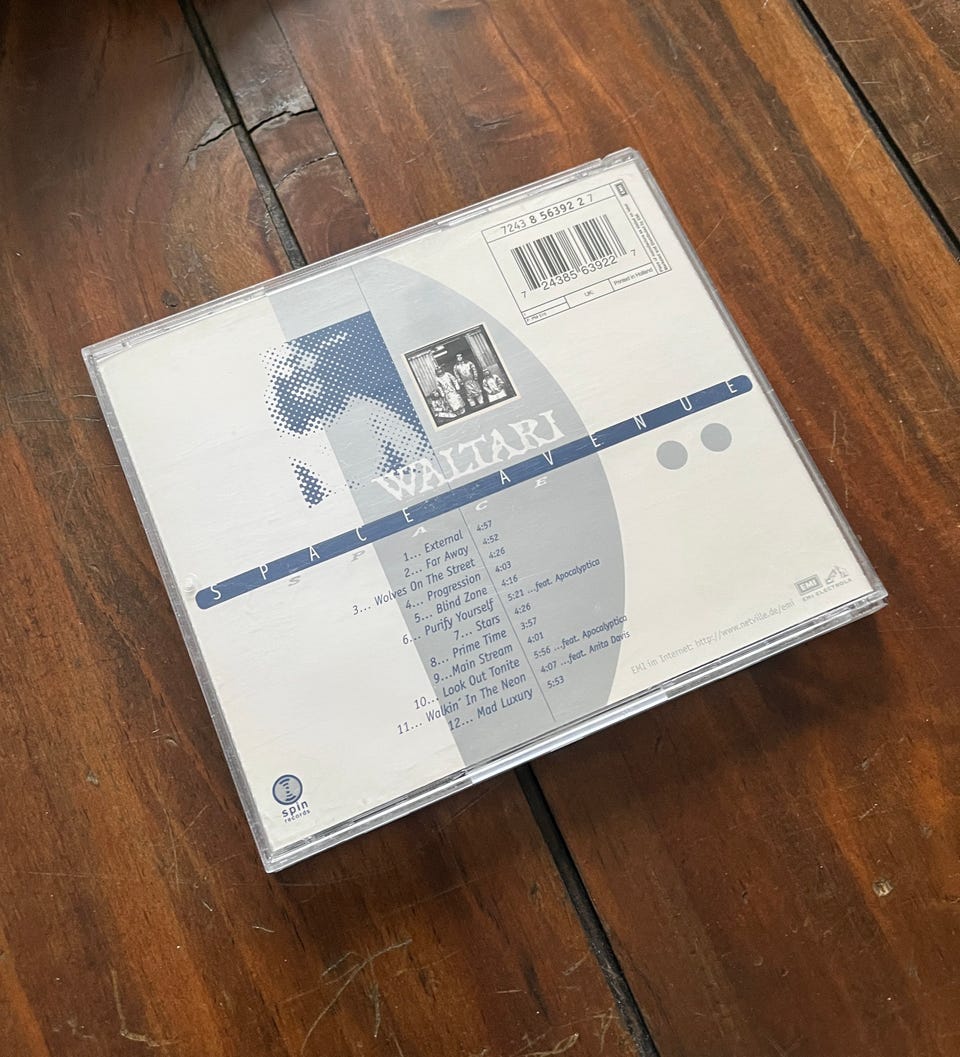 7243 8 56392 2 7
7 24385 63922 7
EMI
UK:
Printed in Holland
WALTARI
SPACE AVENUE
SPACE
1... External 4:57
2... Far Away 4:52
3... Wolves On The Street 4:26
4... Progression 4:03
5... Blind Zone 4:16
6... Purify Yourself 5:21 ...feat. Apocalyptica
7... Stars 4:26
8... Prime Time 3:57
9...Main Stream 4:01
10... Look Out Tonite 5:56 ...feat. Apocalyptica
11... Walkin´ In The Neon 4:07 ...feat. Anita Davis
12... Mad Luxury 5:53
EMI
EMI ELECTROLA
EMI im Internet: http://www.netville.de/emi
spin
records